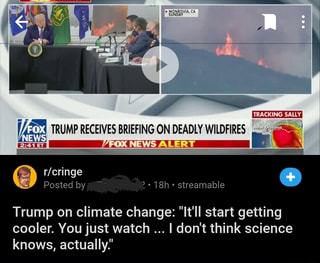 MONROVIA, CA
SUNDAY
TRACKING SALLY
FOX NEWS
2:41 ET
TRUMP RECEIVES BRIEFING ON DEADLY WILDFIRES
FOX NEWS ALERT
r/cringe
Posted by
2 • 18h • streamable
Trump on climate change: "It'll start getting
cooler. You just watch ... I don't think science
knows, actually."